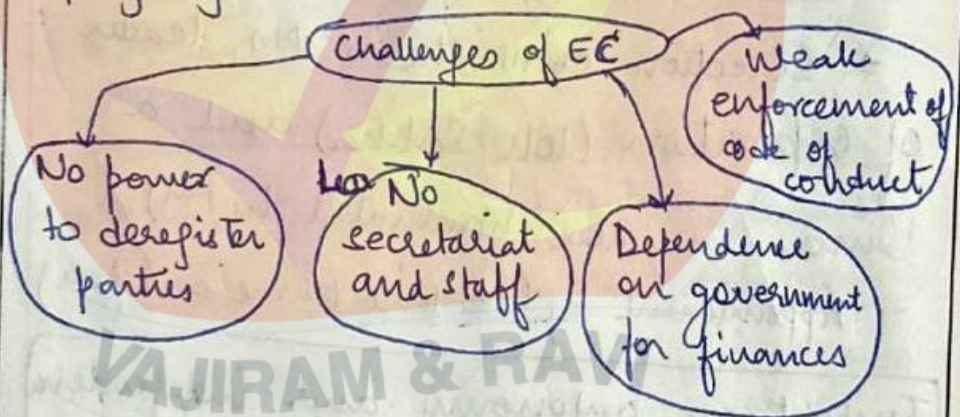 Challenges of EC
Weak
enforcement of
code of
conduct
No power
to deregister
parties
No
secretariat
and staff
Dependence
on government
for finances
VAJIRAM & RAVI